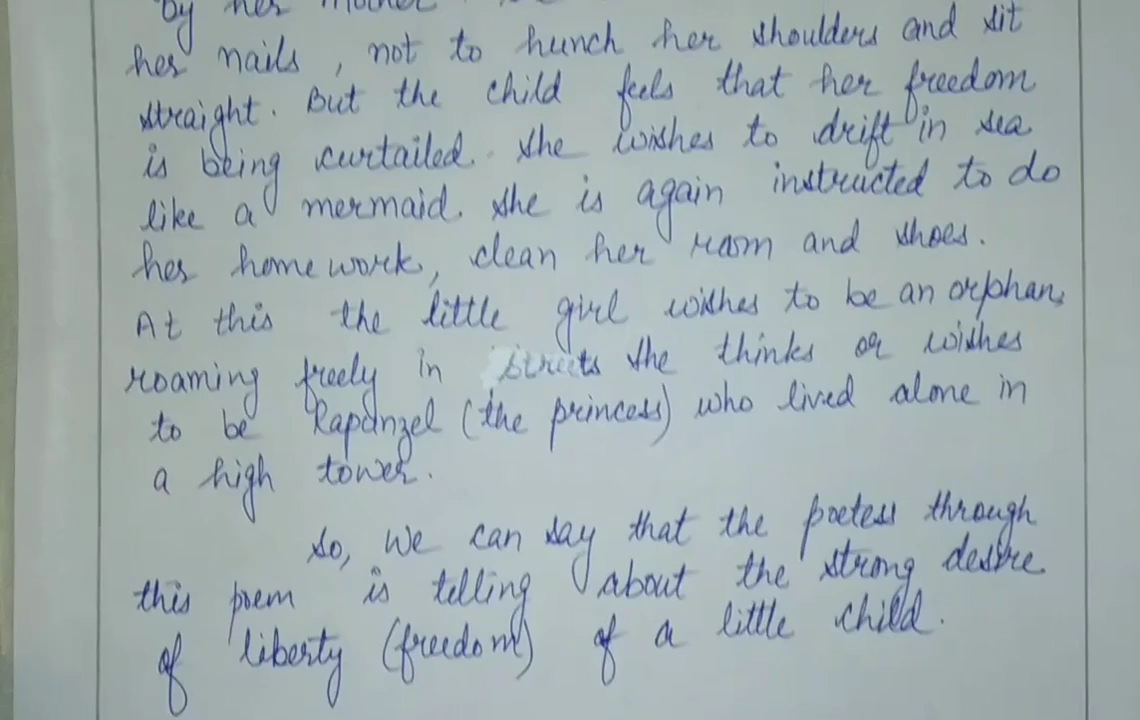 by her mother
her nails, not to hunch her shoulders and sit
straight. But the child feels that her freedom
is being curtailed. She wishes to drift in sea
like a mermaid. She is again instructed to do
her homework, clean her room and shoes.
At this the little girl wishes to be an orphan,
roaming freely in streets she thinks or wishes
to be Rapunzel (the princess) who lived alone in
a high tower.
So, we can say that the poetess through
this poem is telling about the strong desire
of liberty (freedom) of a little child.